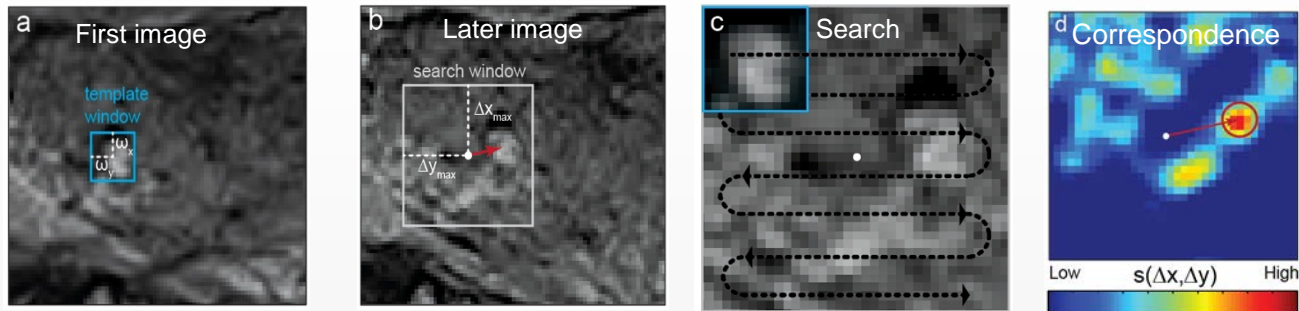 a
First image
template
window
ωx
ωy
b
Later image
search window
Δxmax
Δymax
c
Search
d
Correspondence
Low
s(Δx,Δy)
High